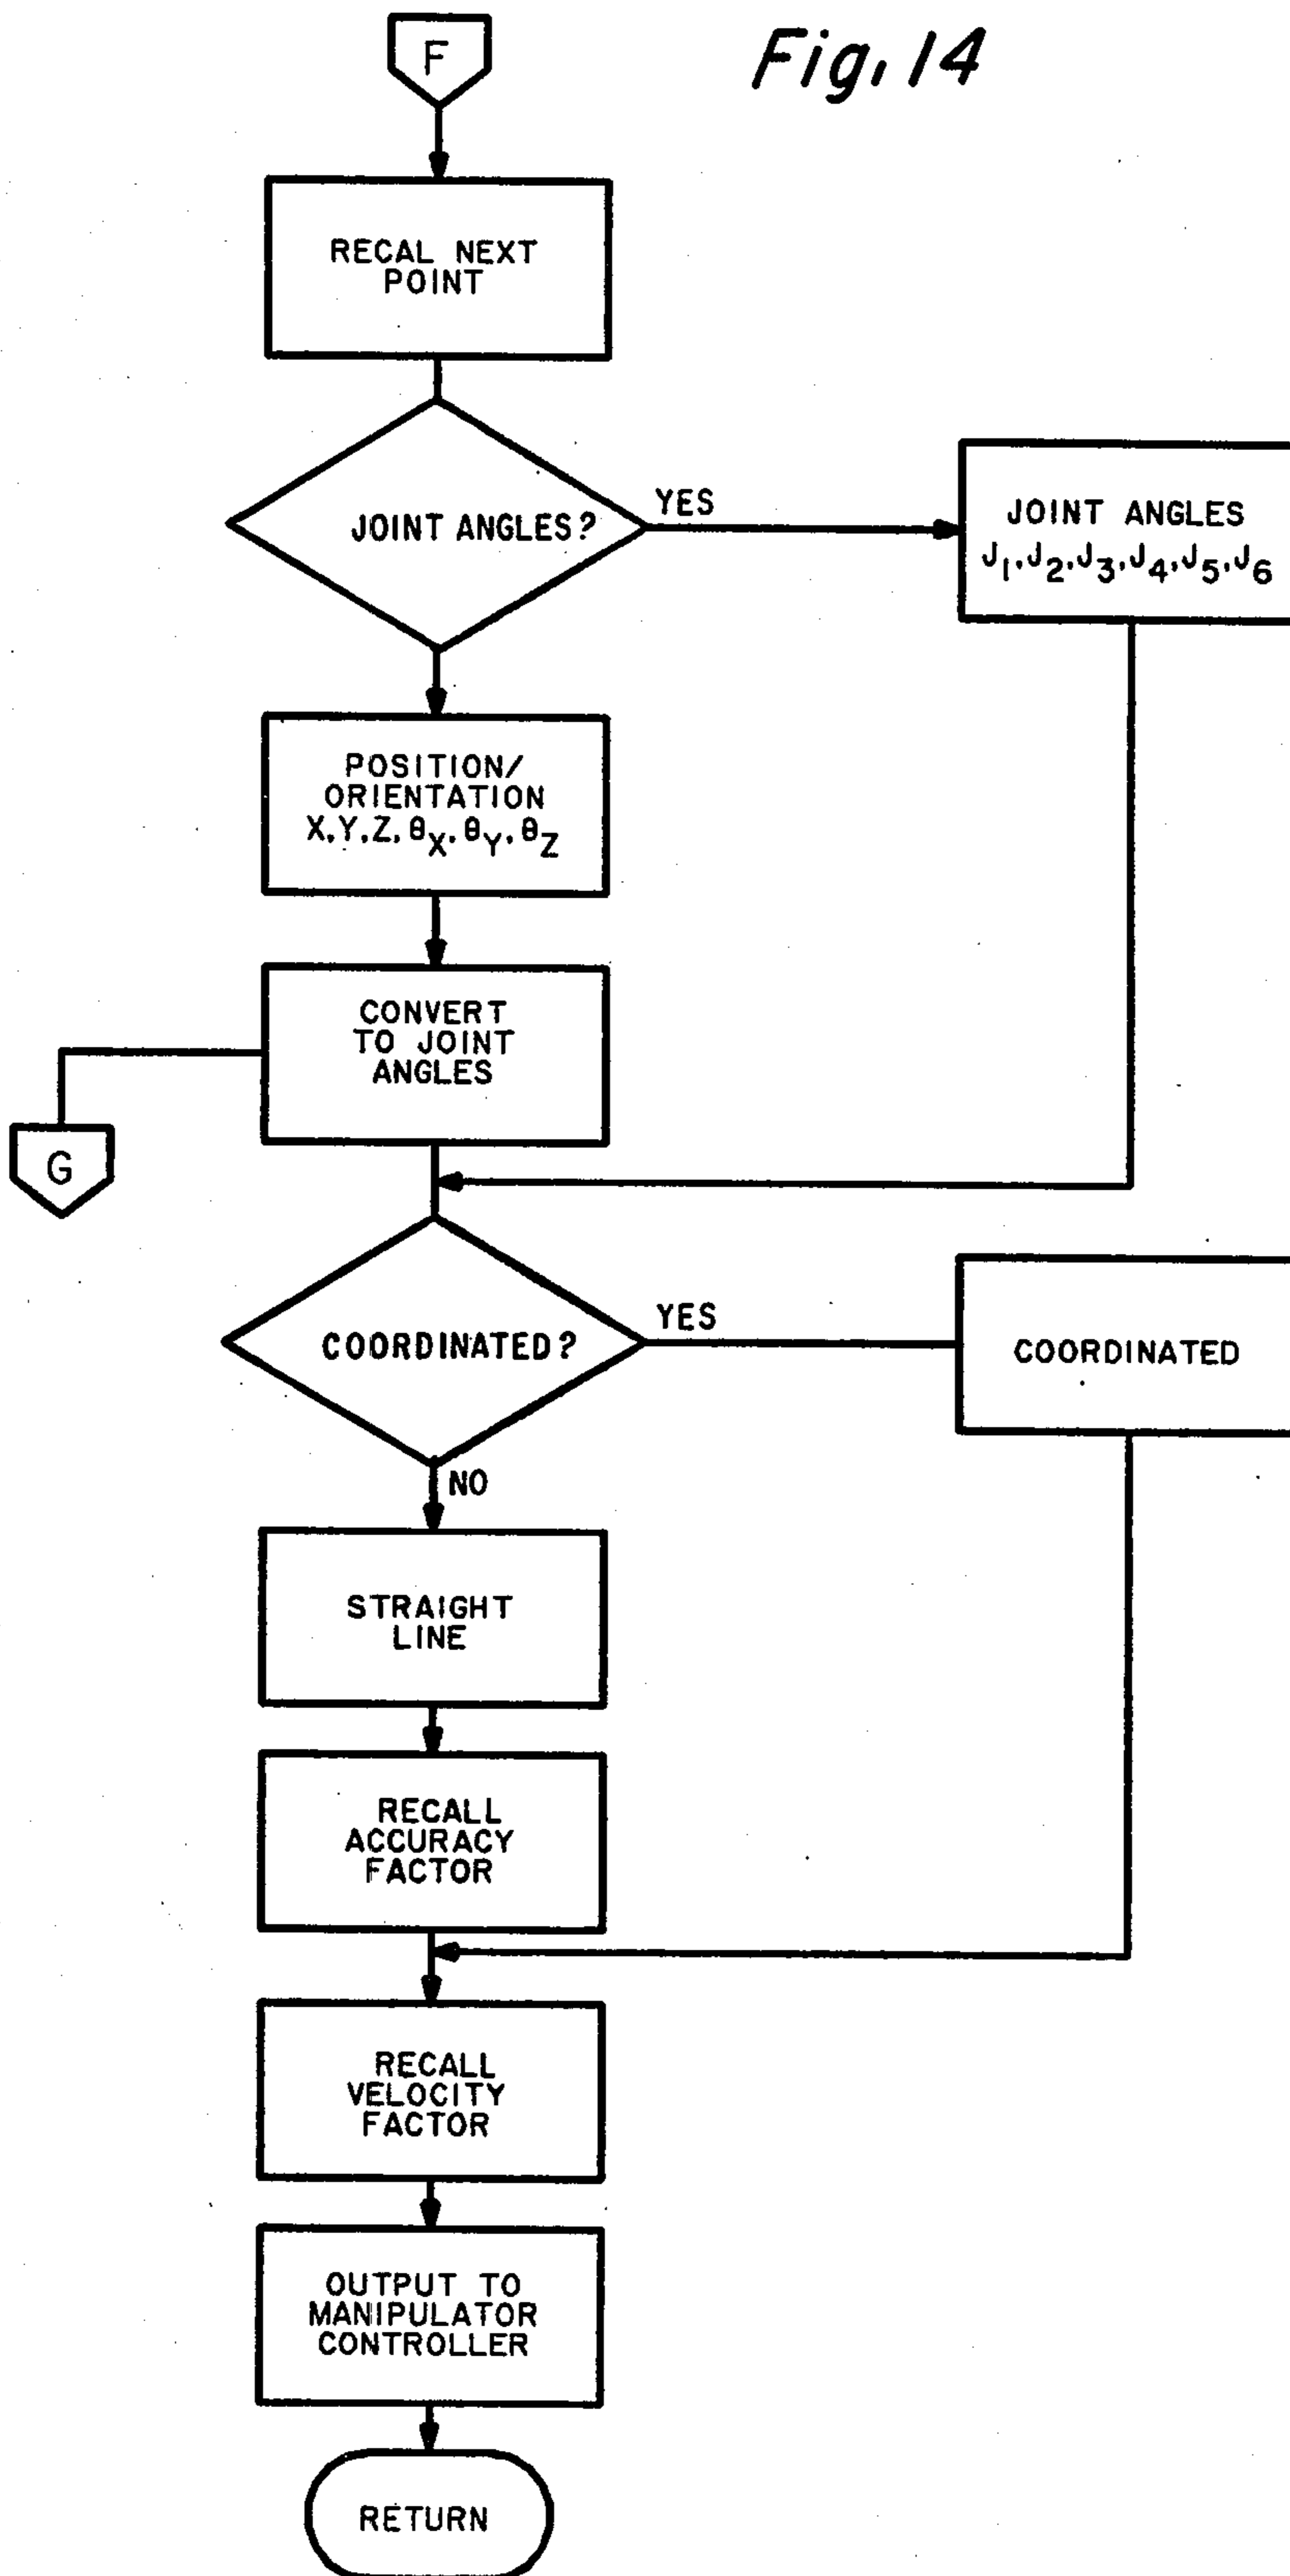 F
Fig. 14
RECAL NEXT
POINT
JOINT ANGLES?
YES
JOINT ANGLES
J₁, J₂, J₃, J₄, J₅, J₆
POSITION/
ORIENTATION
X, Y, Z, θX, θY, θZ
CONVERT
TO JOINT
ANGLES
G
COORDINATED?
YES
COORDINATED
NO
STRAIGHT
LINE
RECALL
ACCURACY
FACTOR
RECALL
VELOCITY
FACTOR
OUTPUT TO
MANIPULATOR
CONTROLLER
RETURN